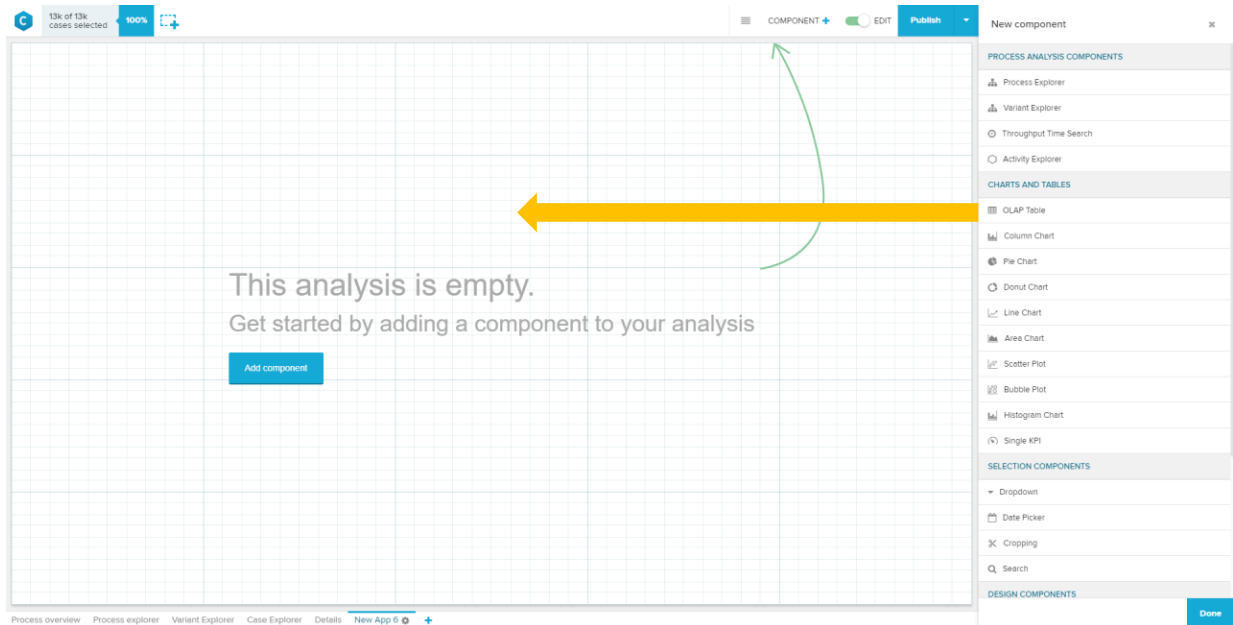 C
13k of 13k
cases selected
100%
COMPONENT +
EDIT
Publish
New component
PROCESS ANALYSIS COMPONENTS
Process Explorer
Variant Explorer
Throughput Time Search
Activity Explorer
CHARTS AND TABLES
OLAP Table
Column Chart
Pie Chart
Donut Chart
Line Chart
Area Chart
Scatter Plot
Bubble Plot
Histogram Chart
Single KPI
SELECTION COMPONENTS
Dropdown
Date Picker
Cropping
Search
DESIGN COMPONENTS
Done
This analysis is empty.
Get started by adding a component to your analysis
Add component
Process overview Process explorer Variant Explorer Case Explorer Details New App 6 +